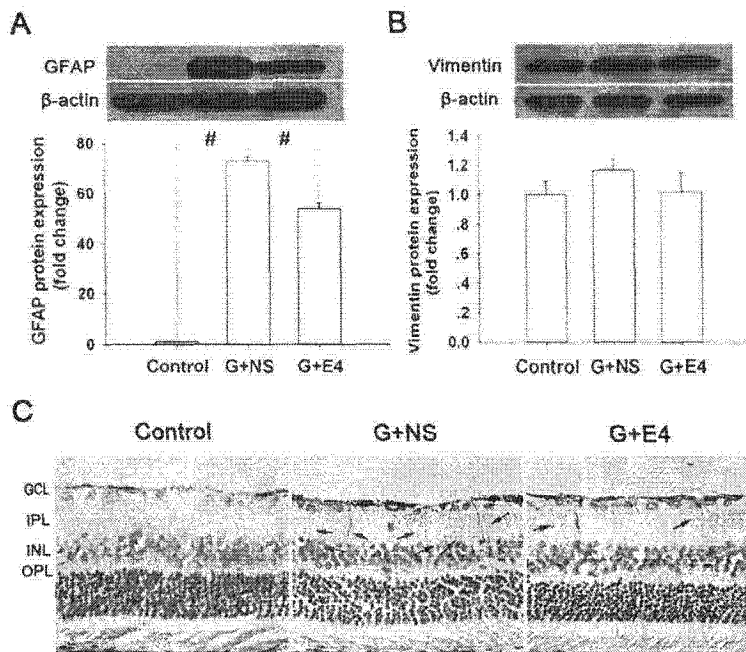 A
GFAP
β-actin
# #
80
60
40
20
0
GFAP protein expression
(fold change)
Control G+NS G+E4
B
Vimentin
β-actin
1.4
1.2
1.0
.8
.6
.4
.2
0.0
Vimentin protein expression
(fold change)
Control G+NS G+E4
C
Control G+NS G+E4
GCL
IPL
INL
OPL